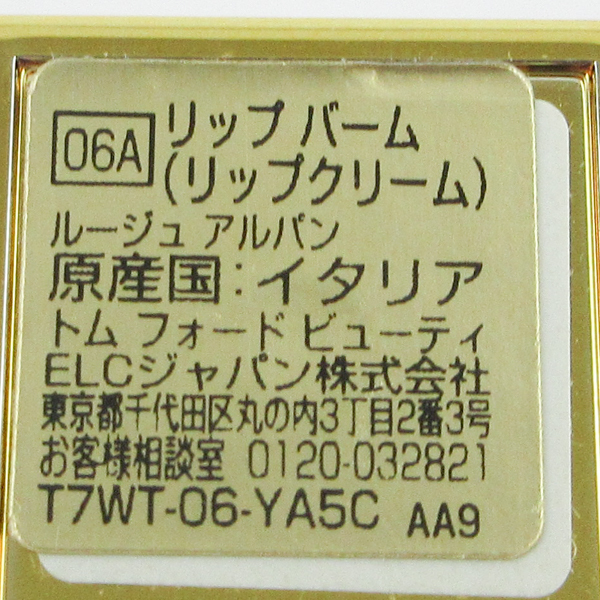 06A リップ バーム
(リップクリーム)
ルージュ アルパン
原産国:イタリア
トム フォード ビューティ
ELCジャパン株式会社
東京都千代田区丸の内3丁目2番3号
お客様相談室 0120-032821
T7WT-06-YA5C AA9